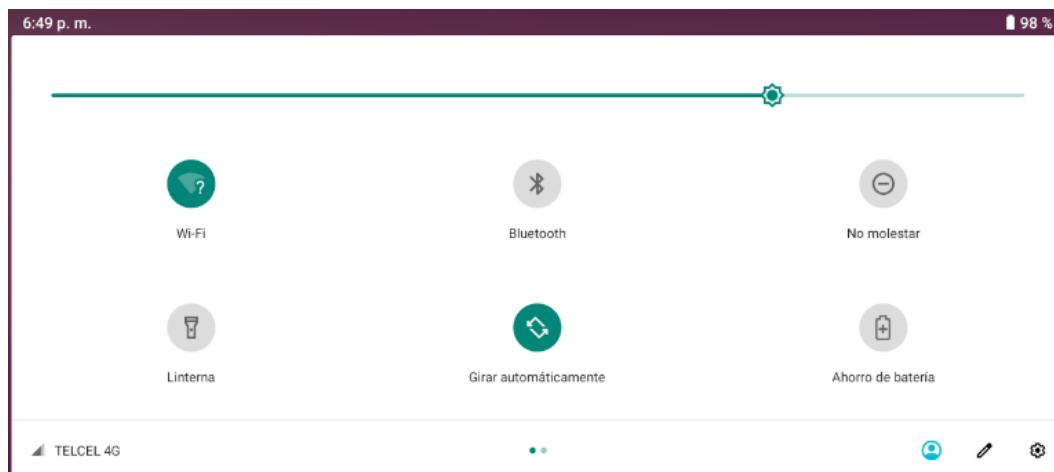 6:49 p. m.
98 %
?
Wi-Fi
Bluetooth
No molestar
Linterna
Girar automáticamente
Ahorro de batería
TELCEL 4G